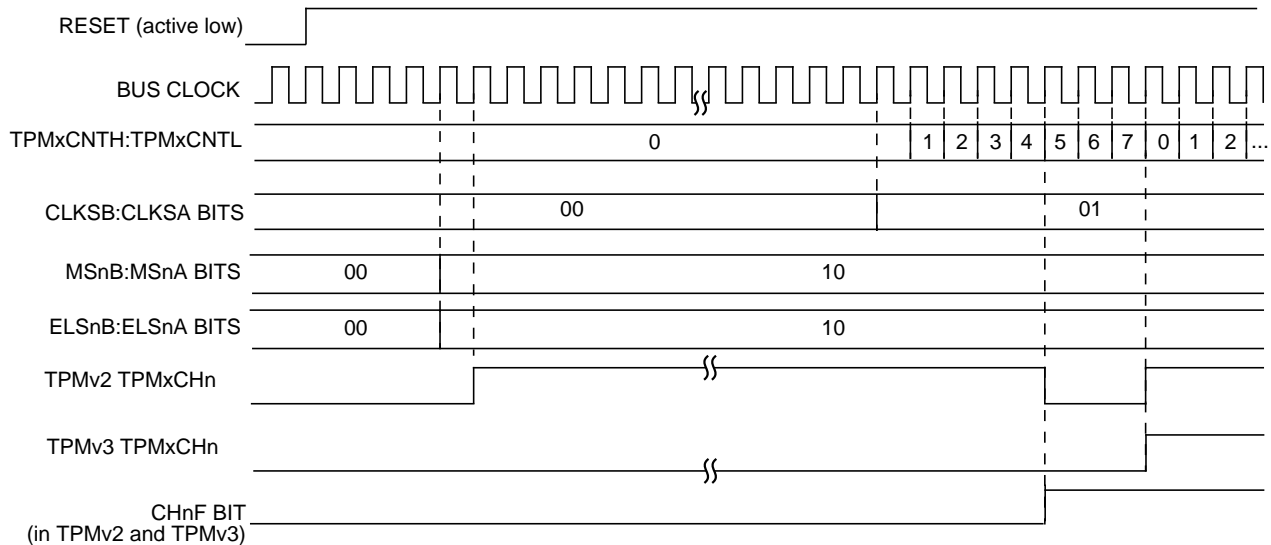 RESET (active low)
BUS CLOCK
TPMxCNTH:TPMxCNTL 0 1 2 3 4 5 6 7 0 1 2 ...
CLKSB:CLKSA BITS 00 01
MSnB:MSnA BITS 00 10
ELSnB:ELSnA BITS 00 10
TPMv2 TPMxCHn
TPMv3 TPMxCHn
CHnF BIT
(in TPMv2 and TPMv3)